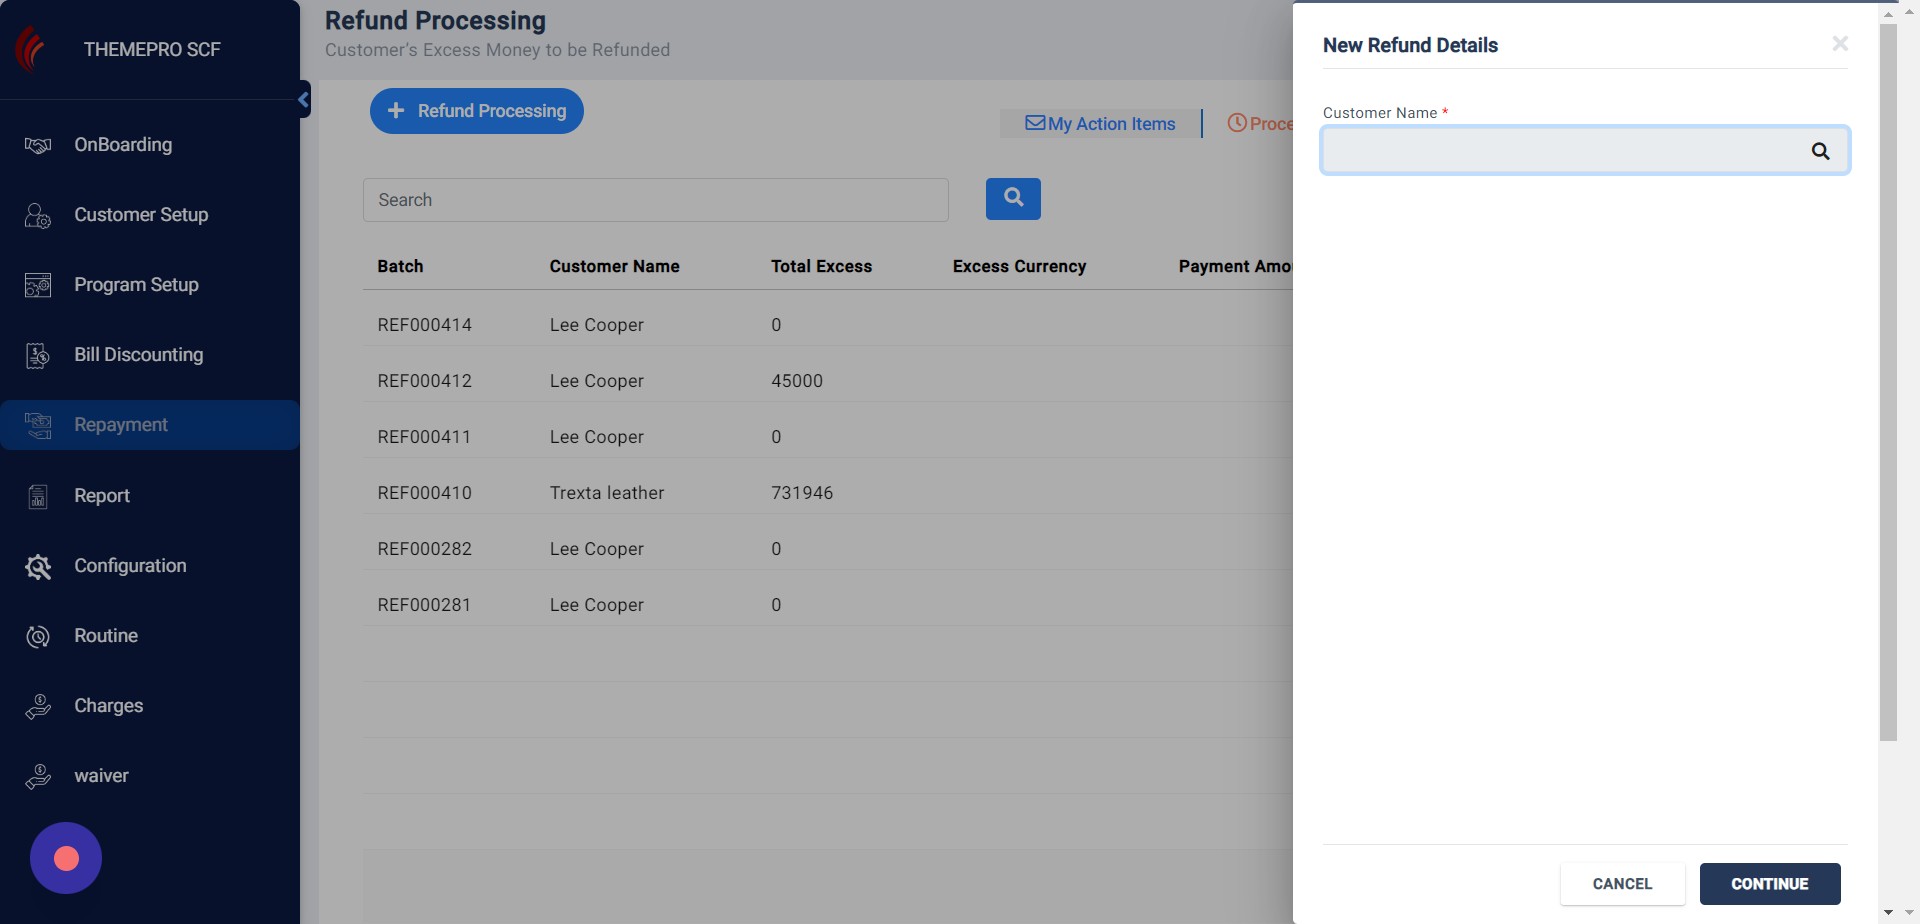 THEMEPRO SCF
OnBoarding
Customer Setup
Program Setup
Bill Discounting
Repayment
Report
Configuration
Routine
Charges
waiver
Refund Processing
Customer's Excess Money to be Refunded
Refund Processing
My Action Items
Proce
Search
Batch Customer Name Total Excess Excess Currency Payment Amou
REF000414 Lee Cooper 0
REF000412 Lee Cooper 45000
REF000411 Lee Cooper 0
REF000410 Trexta leather 731946
REF000282 Lee Cooper 0
REF000281 Lee Cooper 0
New Refund Details
Customer Name *
CANCEL
CONTINUE